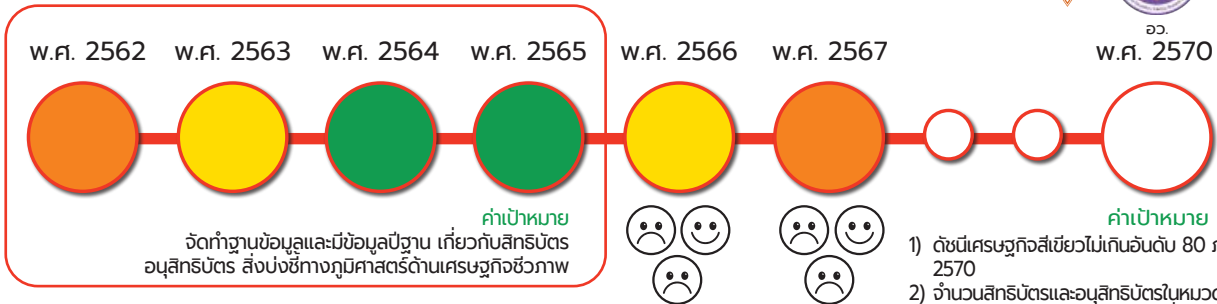 อว.
พ.ศ. 2562 พ.ศ. 2563 พ.ศ. 2564 พ.ศ. 2565 พ.ศ. 2566 พ.ศ. 2567 พ.ศ. 2570
ค่าเป้าหมาย
จัดทำฐานข้อมูลและมีข้อมูลปีฐาน เกี่ยวกับสิทธิบัตร
อนุสิทธิบัตร สิ่งบ่งชี้ทางภูมิศาสตร์ด้านเศรษฐกิจชีวภาพ
ค่าเป้าหมาย
1) ดัชนีเศรษฐกิจสีเขียวไม่เกินอันดับ 80
2570
2) จำนวนสิทธิบัตรและอนุสิทธิบัตรในหมวด